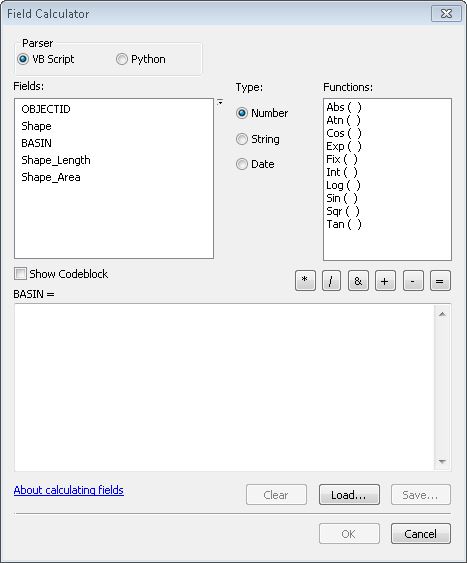 Field Calculator
Parser
VB Script
Python
Fields:
Type:
Functions:
OBJECTID
Shape
BASIN
Shape_Length
Shape_Area
Number
String
Date
Abs ( )
Atn ( )
Cos ( )
Exp ( )
Fix ( )
Int ( )
Log ( )
Sin ( )
Sqr ( )
Tan ( )
Show Codeblock
* / & + - =
BASIN =
About calculating fields
Clear
Load...
Save...
OK
Cancel